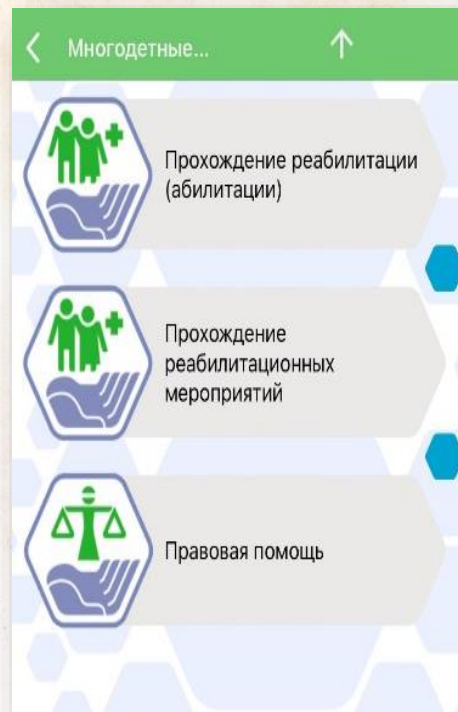 Многодетные...
Прохождение реабилитации
(абилитации)
Прохождение
реабилитационных
мероприятий
Правовая помощь